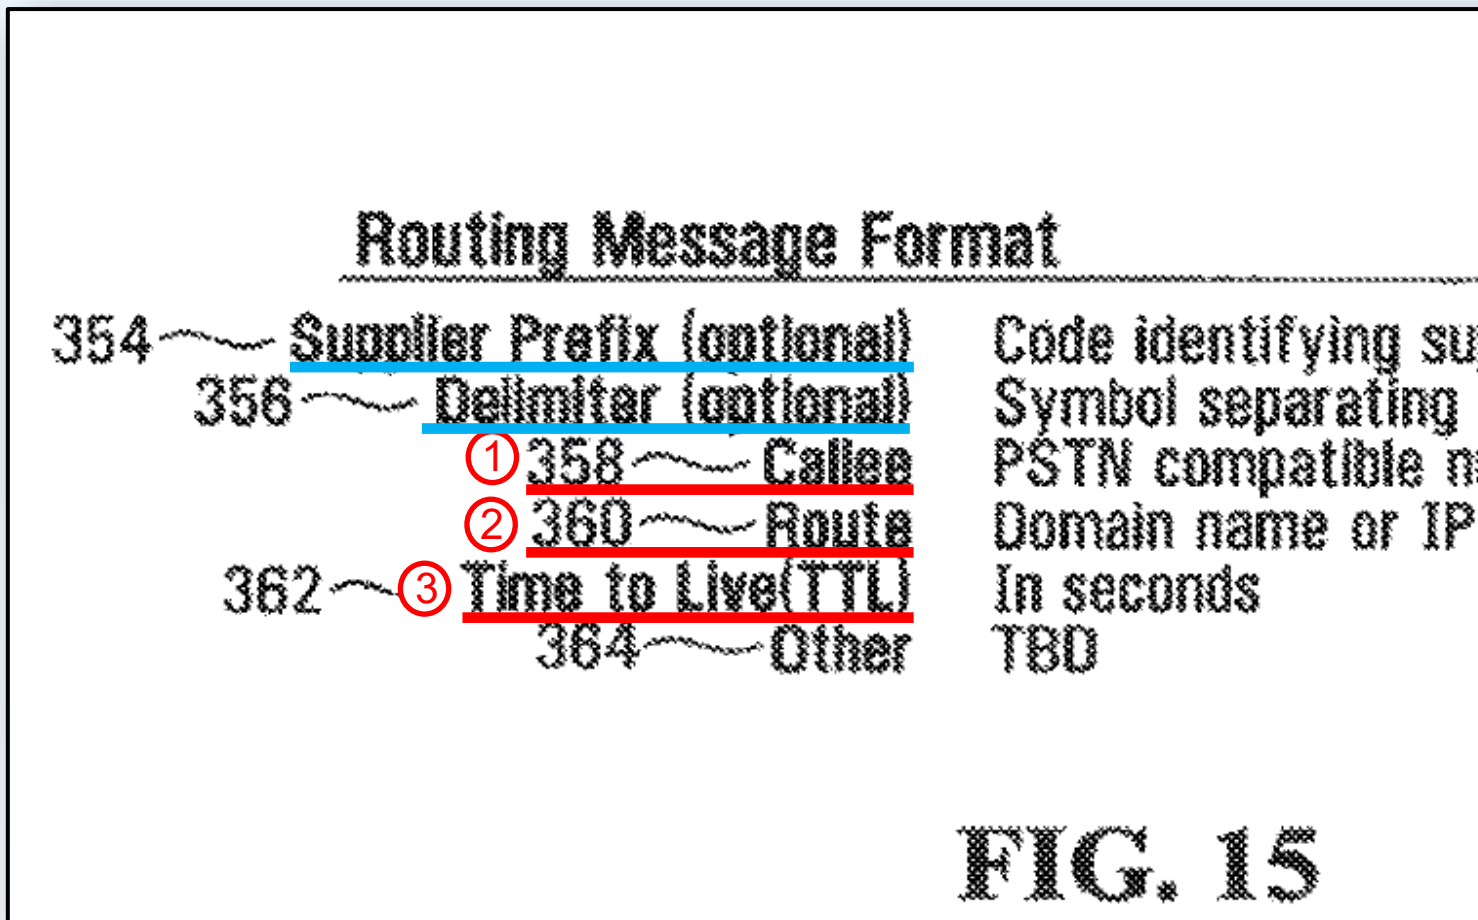 Routing Message Format
354 Supplier Prefix (optional) Code identifying su
356 Delimiter (optional) Symbol separating
1 358 Callee PSTN compatible n
2 360 Route Domain name or IP
362 3 Time to Live(TTL) In seconds
364 Other TBD
FIG. 15